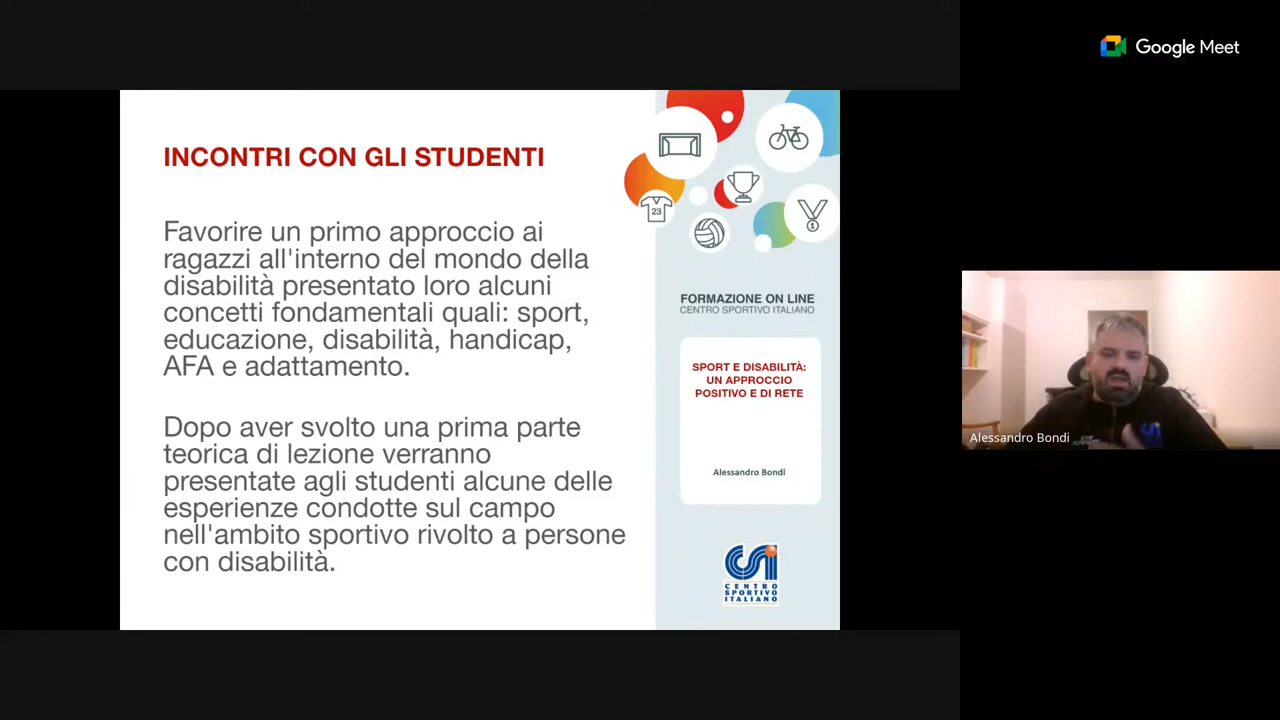 Google Meet
INCONTRI CON GLI STUDENTI
Favorire un primo approccio ai
ragazzi all'interno del mondo della
disabilità presentato loro alcuni
concetti fondamentali quali: sport,
educazione, disabilità, handicap,
AFA e adattamento.
Dopo aver svolto una prima parte
teorica di lezione verranno
presentate agli studenti alcune delle
esperienze condotte sul campo
nell'ambito sportivo rivolto a persone
con disabilità.
23
1
FORMAZIONE ON LINE
CENTRO SPORTIVO ITALIANO
SPORT E DISABILITÀ:
UN APPROCCIO
POSITIVO E DI RETE
Alessandro Bondi
CSI
CENTRO
SPORTIVO
ITALIANO
Alessandro Bondi